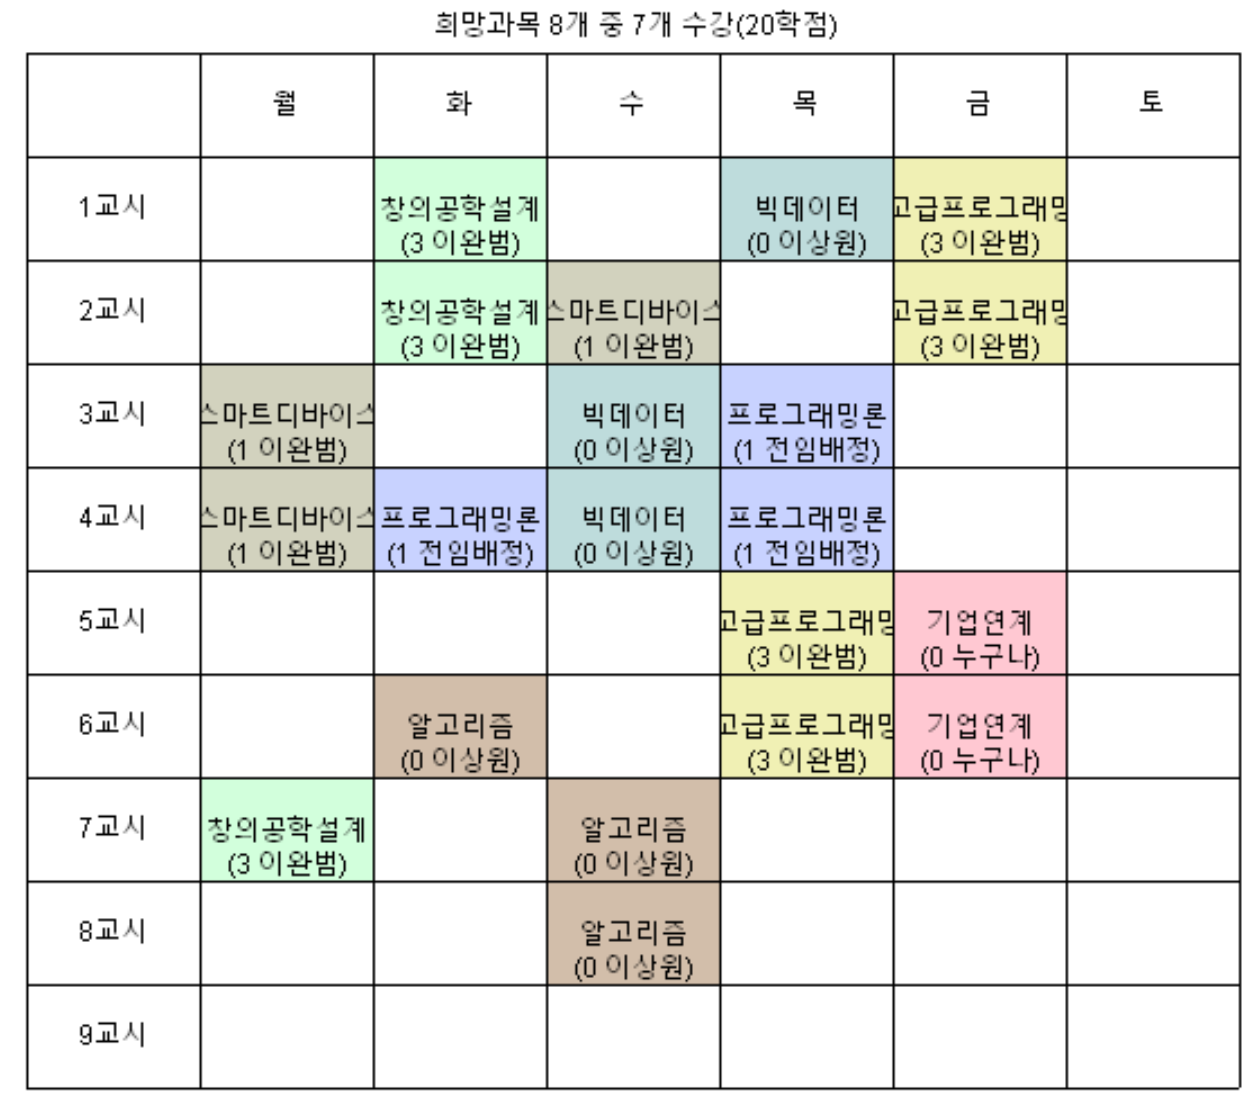 희망과목 8개 중 7개 수강(20학점)
월 화 수 목 금 토
1교시 창의공학설계 빅데이터 고급프로그래밍
(3 이완범) (0 이상원) (3 이완범)
2교시 창의공학설계 스마트디바이스 고급프로그래밍
(3 이완범) (1 이완범) (3 이완범)
3교시 스마트디바이스 빅데이터 프로그래밍론
(1 이완범) (0 이상원) (1 전임배정)
4교시 스마트디바이스 프로그래밍론 빅데이터 프로그래밍론
(1 이완범) (1 전임배정) (0 이상원) (1 전임배정)
5교시 고급프로그래밍 기업연계
(3 이완범) (0 누구나)
6교시 알고리즘 고급프로그래밍 기업연계
(0 이상원) (3 이완범) (0 누구나)
7교시 창의공학설계 알고리즘
(3 이완범) (0 이상원)
8교시 알고리즘
(0 이상원)
9교시